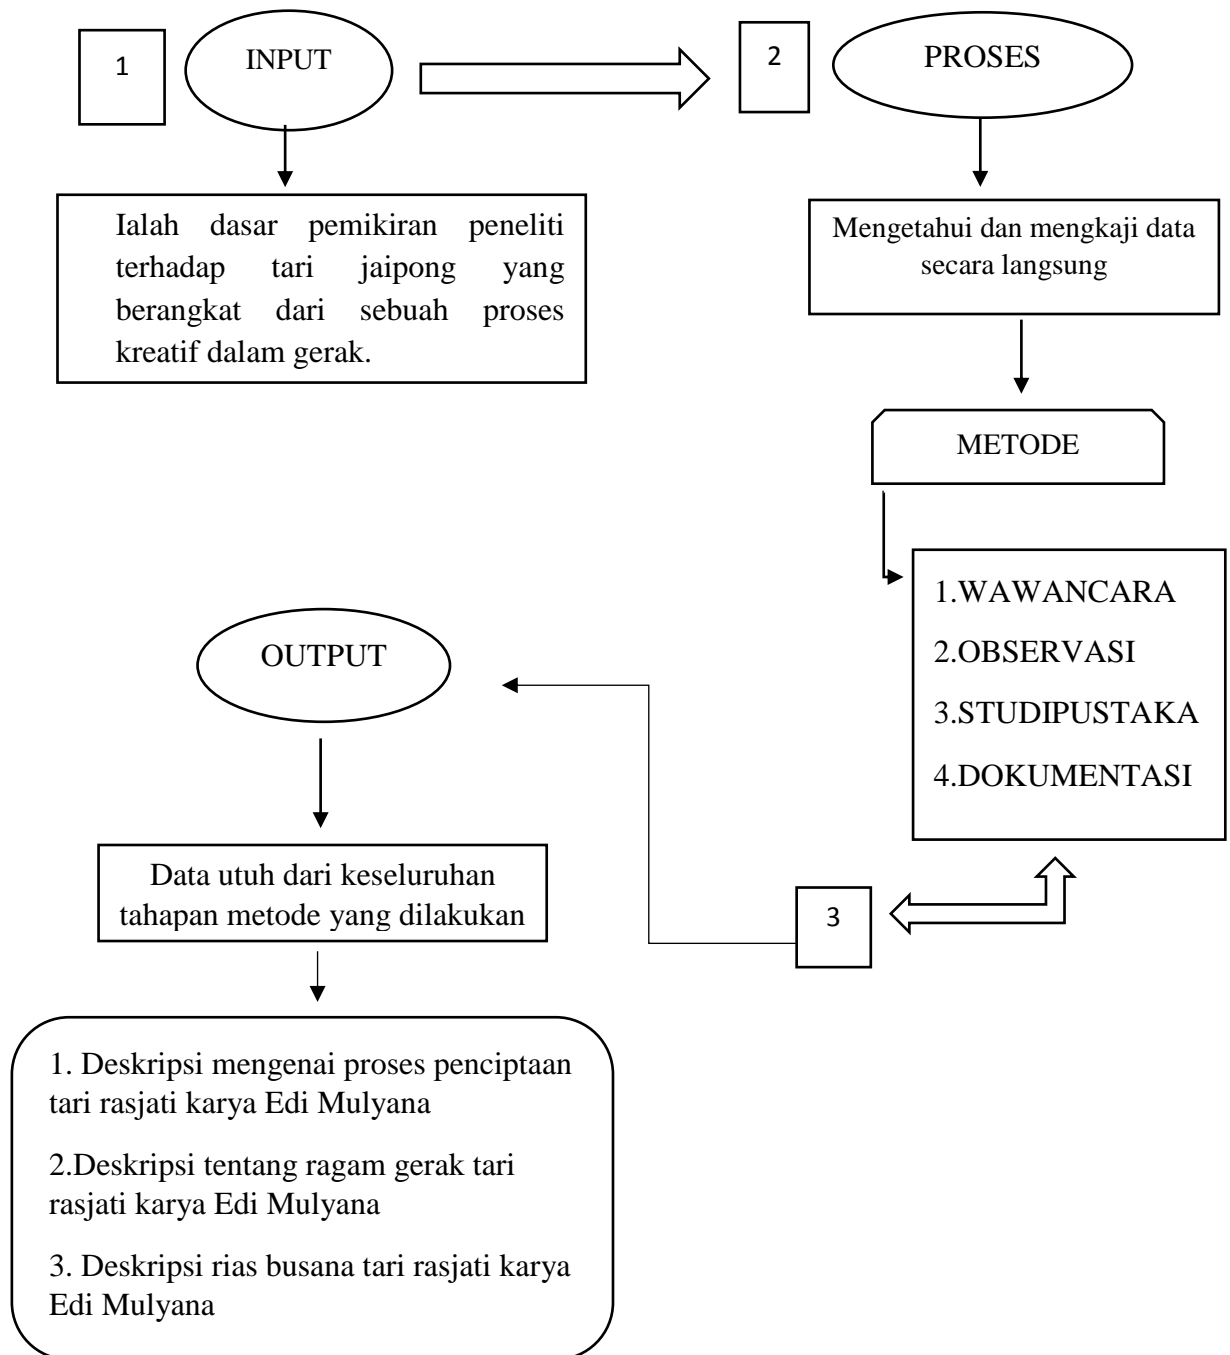 1
INPUT
2
PROSES
Ialah dasar pemikiran peneliti
terhadap tari jaipong yang
berangkat dari sebuah proses
kreatif dalam gerak.
Mengetahui dan mengkaji data
secara langsung
METODE
1.WAWANCARA
2.OBSERVASI
3.STUDIPUSTAKA
4.DOKUMENTASI
3
OUTPUT
Data utuh dari keseluruhan
tahapan metode yang dilakukan
1. Deskripsi mengenai proses penciptaan
tari rasjati karya Edi Mulyana
2.Deskripsi tentang ragam gerak tari
rasjati karya Edi Mulyana
3. Deskripsi rias busana tari rasjati karya
Edi Mulyana